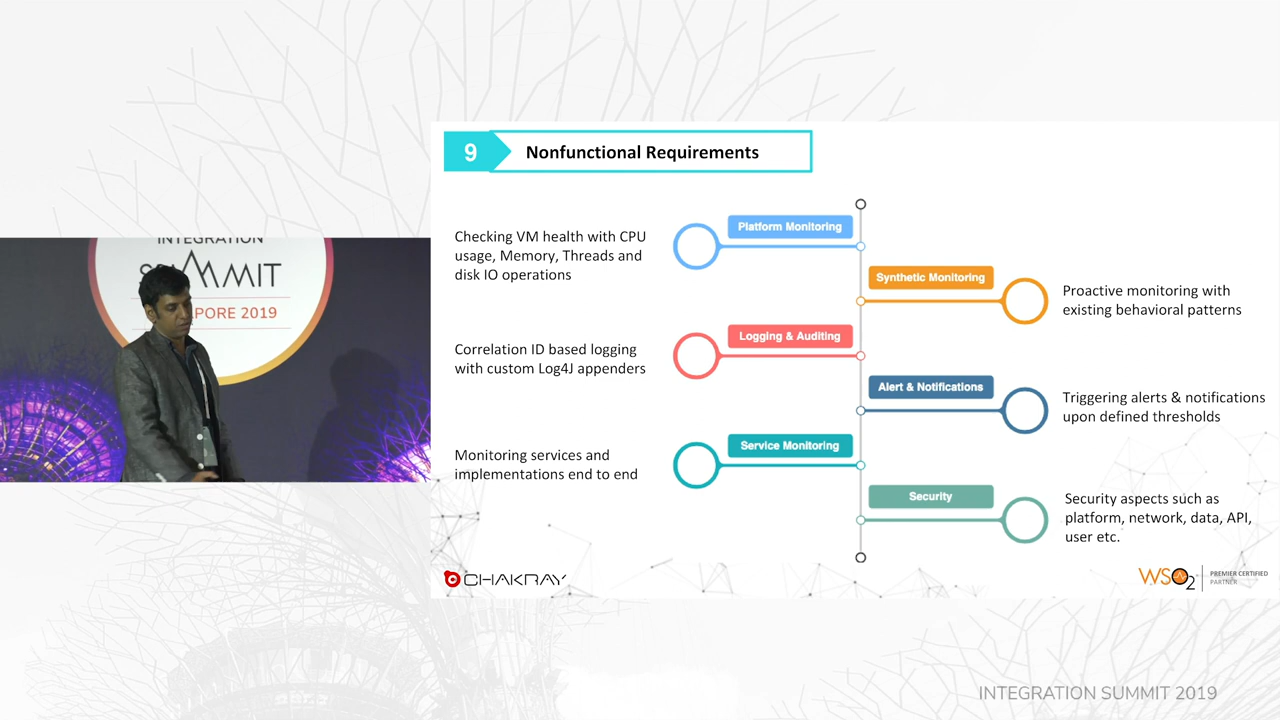 INTEGRATION
SUMMIT
PORE 2019
9
Nonfunctional Requirements
Platform Monitoring
Checking VM health with CPU
usage, Memory, Threads and
disk IO operations
Synthetic Monitoring
Proactive monitoring with
existing behavioral patterns
Logging & Auditing
Correlation ID based logging
with custom Log4J appenders
Alert & Notifications
Triggering alerts & notifications
upon defined thresholds
Service Monitoring
Monitoring services and
implementations end to end
Security
Security aspects such as
platform, network, data, API,
user etc.
CHAKRAY
WSO2
PREMIER CERTIFIED
PARTNER
INTEGRATION SUMMIT 2019